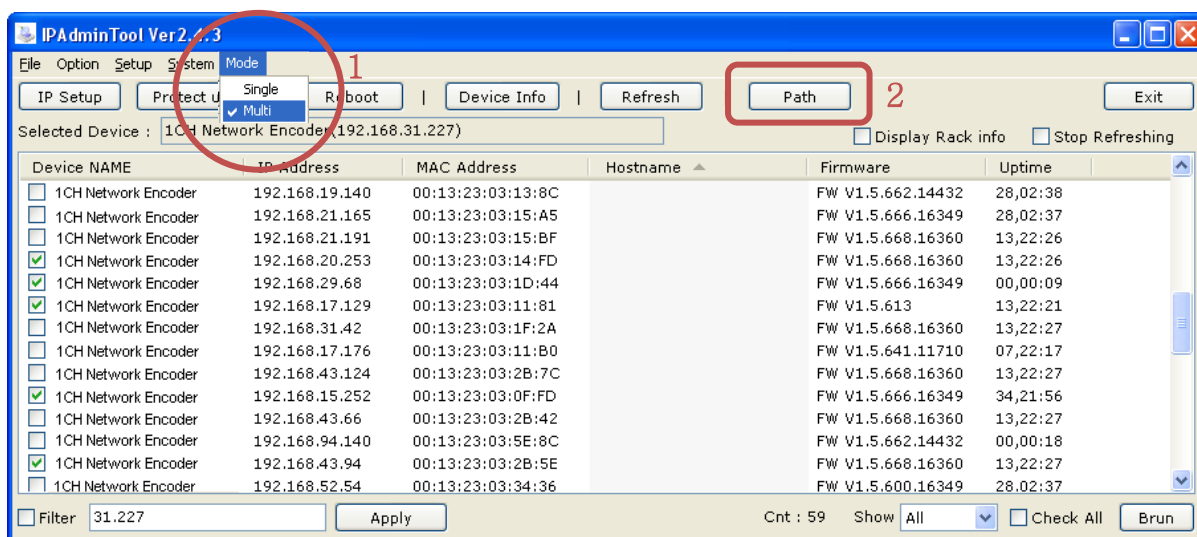 IPAdminTool Ver2.4.3
File Option Setup System Mode
Single
Multi
1
IP Setup Protect u Reboot | Device Info | Refresh Path 2 Exit
Selected Device : 1CH Network Encoder(192.168.31.227) Display Rack info Stop Refreshing
Device NAME IP Address MAC Address Hostname Firmware Uptime
1CH Network Encoder 192.168.19.140 00:13:23:03:13:8C FW V1.5.662.14432 28,02:38
1CH Network Encoder 192.168.21.165 00:13:23:03:15:A5 FW V1.5.666.16349 28,02:37
1CH Network Encoder 192.168.21.191 00:13:23:03:15:BF FW V1.5.668.16360 13,22:26
1CH Network Encoder 192.168.20.253 00:13:23:03:14:FD FW V1.5.668.16360 13,22:26
1CH Network Encoder 192.168.29.68 00:13:23:03:1D:44 FW V1.5.666.16349 00,00:09
1CH Network Encoder 192.168.17.129 00:13:23:03:11:81 FW V1.5.613 13,22:21
1CH Network Encoder 192.168.31.42 00:13:23:03:1F:2A FW V1.5.668.16360 13,22:27
1CH Network Encoder 192.168.17.176 00:13:23:03:11:B0 FW V1.5.641.11710 07,22:17
1CH Network Encoder 192.168.43.124 00:13:23:03:2B:7C FW V1.5.668.16360 13,22:27
1CH Network Encoder 192.168.15.252 00:13:23:03:0F:FD FW V1.5.666.16349 34,21:56
1CH Network Encoder 192.168.43.66 00:13:23:03:2B:42 FW V1.5.668.16360 13,22:27
1CH Network Encoder 192.168.94.140 00:13:23:03:5E:8C FW V1.5.662.14432 00,00:18
1CH Network Encoder 192.168.43.94 00:13:23:03:2B:5E FW V1.5.668.16360 13,22:27
1CH Network Encoder 192.168.52.54 00:13:23:03:34:36 FW V1.5.600.16349 28.02:37
Filter 31.227 Apply Cnt : 59 Show All Check All Brun